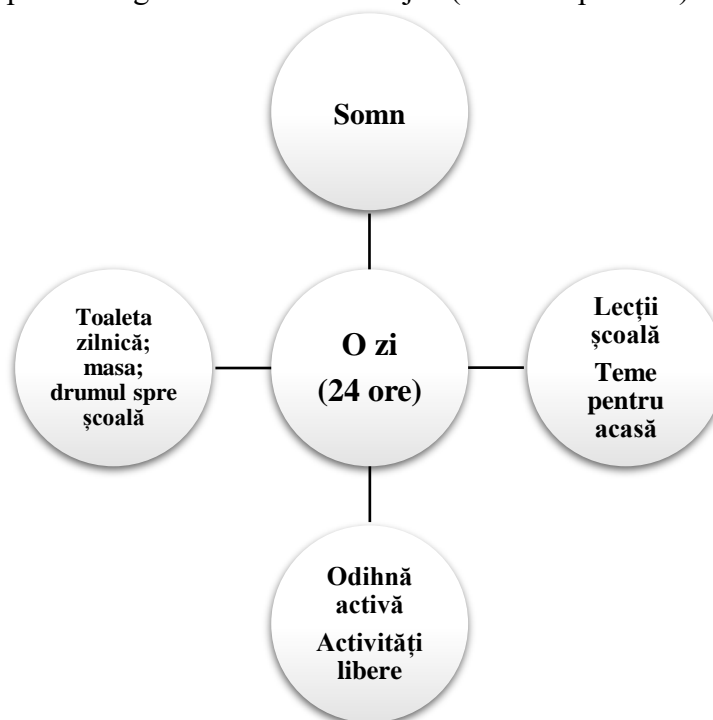 Somn
Toaleta
zilnică;
masa;
drumul spre
școală
O zi
(24 ore)
Lecții
școală
Teme
pentru
acasă
Odihnă
activă
Activități
libere